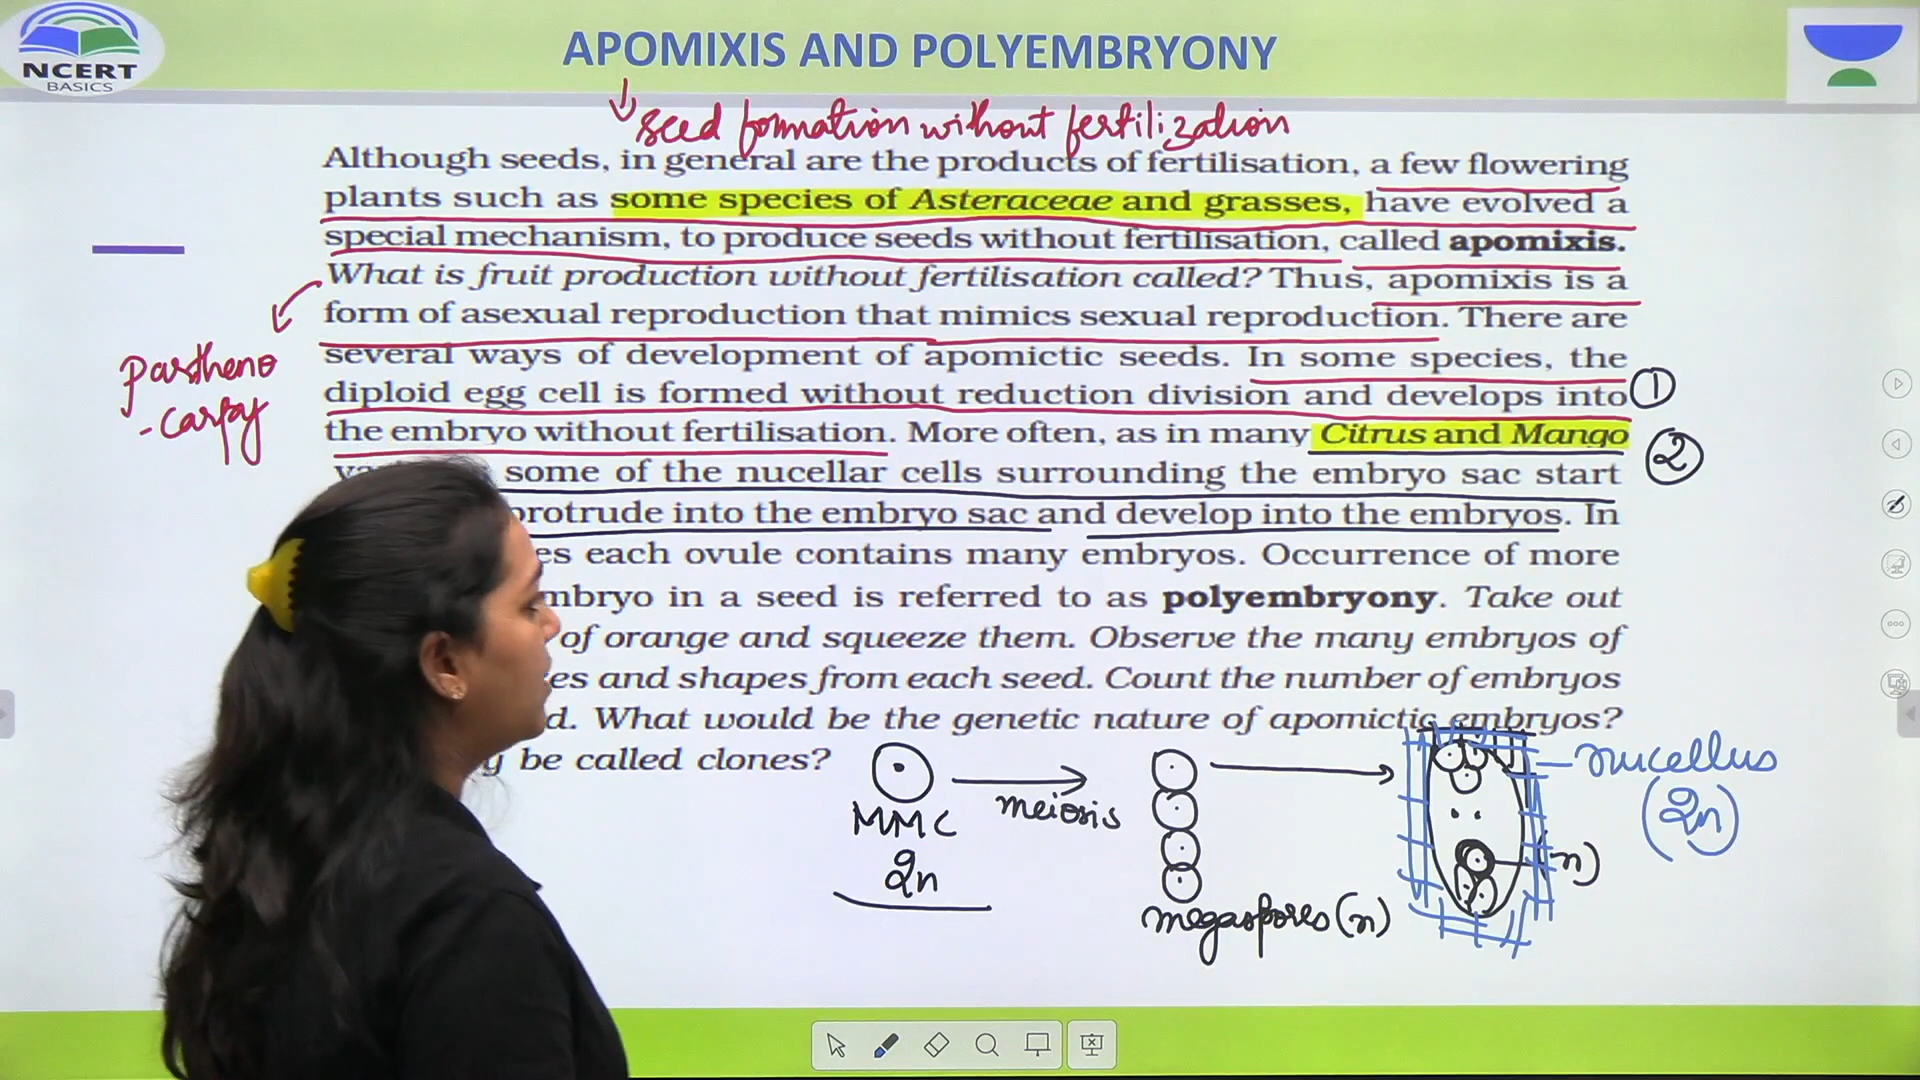 NCERT
BASICS
APOMIXIS AND POLYEMBRYONY
seed formation without fertilization
Although seeds, in general are the products of fertilisation, a few flowering
plants such as some species of Asteraceae and grasses, have evolved a
special mechanism, to produce seeds without fertilisation, called apomixis.
What is fruit production without fertilisation called? Thus, apomixis is a
form of asexual reproduction that mimics sexual reproduction. There are
several ways of development of apomictic seeds. In some species, the
diploid egg cell is formed without reduction division and develops into
the embryo without fertilisation. More often, as in many Citrus and Mango
some of the nucellar cells surrounding the embryo sac start
protrude into the embryo sac and develop into the embryos. In
each ovule contains many embryos. Occurrence of more
in a seed is referred to as polyembryony. Take out
of orange and squeeze them. Observe the many embryos of
and shapes from each seed. Count the number of embryos
What would be the genetic nature of apomictic embryos?
be called clones?
Partheno
-carpy
1
2
MMC
2n
meiosis
megaspores (n)
nucellus
(2n)
n)